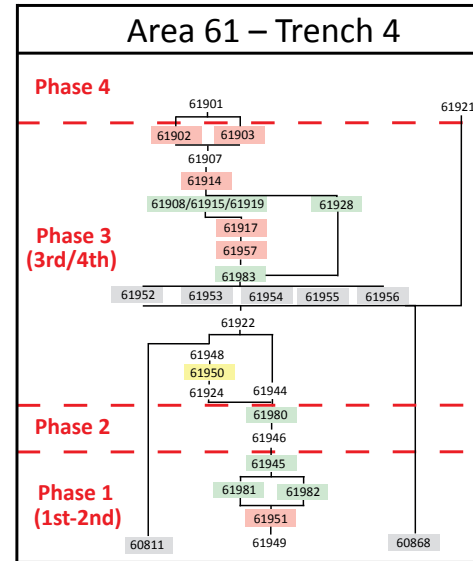 Area 61 – Trench 4
Phase 4
61901
61921
61902 61903
61907
61914
61908/61915/61919 61928
61917
Phase 3
(3rd/4th)
61957
61983
61952 61953 61954 61955 61956
61922
61948
61950
61924 61944
61980
Phase 2
61946
61945
Phase 1
(1st-2nd)
61981 61982
61951
60811 61949 60868